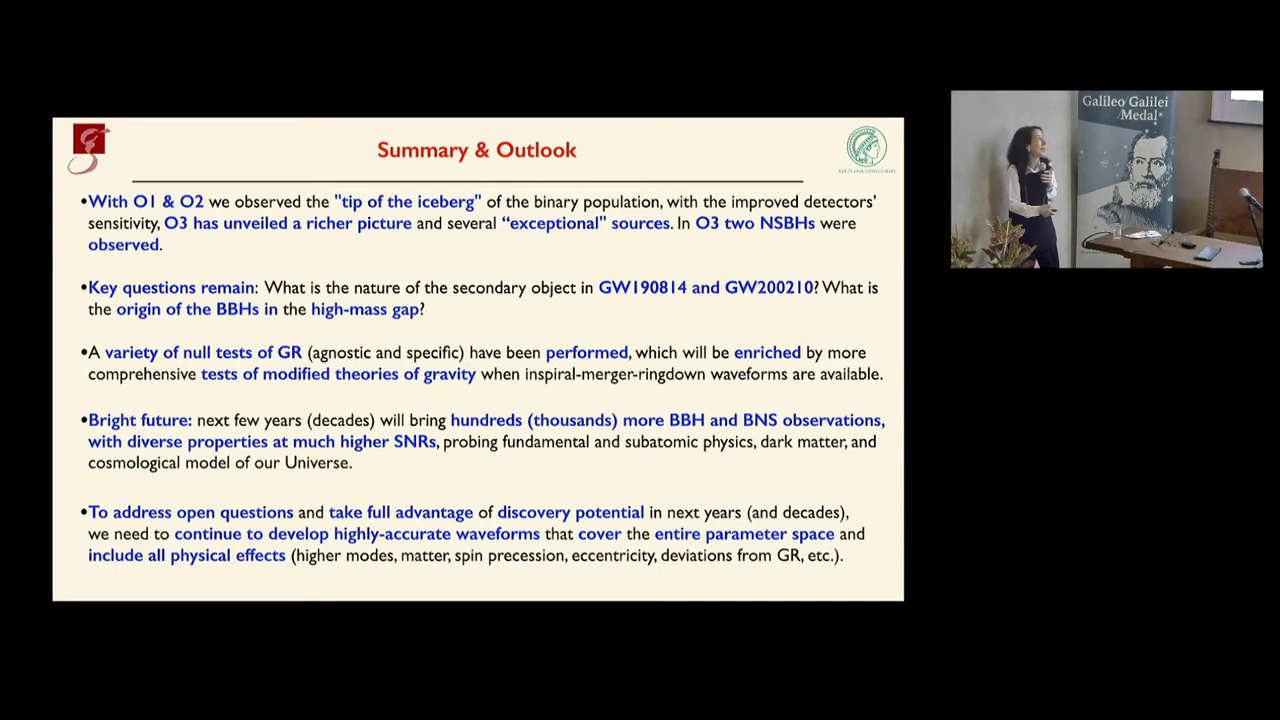 Summary & Outlook
•With O1 & O2 we observed the "tip of the iceberg" of the binary population, with the improved detectors’
sensitivity, O3 has unveiled a richer picture and several “exceptional" sources. In O3 two NSBHs were
observed.
•Key questions remain: What is the nature of the secondary object in GW190814 and GW200210? What is
the origin of the BBHs in the high-mass gap?
•A variety of null tests of GR (agnostic and specific) have been performed, which will be enriched by more
comprehensive tests of modified theories of gravity when inspiral-merger-ringdown waveforms are available.
•Bright future: next few years (decades) will bring hundreds (thousands) more BBH and BNS observations,
with diverse properties at much higher SNRs, probing fundamental and subatomic physics, dark matter, and
cosmological model of our Universe.
•To address open questions and take full advantage of discovery potential in next years (and decades),
we need to continue to develop highly-accurate waveforms that cover the entire parameter space and
include all physical effects (higher modes, matter, spin precession, eccentricity, deviations from GR, etc.).
Galileo/Galilei
/Medal*